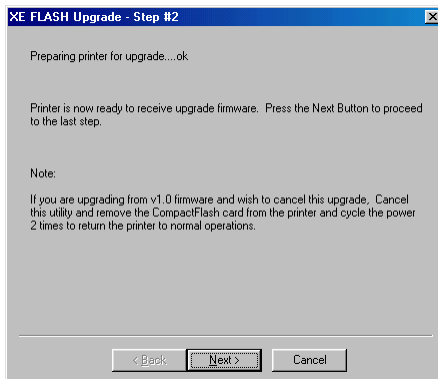 XE FLASH Upgrade - Step #2
Preparing printer for upgrade....ok
Printer is now ready to receive upgrade firmware.  Press the Next Button to proceed
to the last step.
Note:
If you are upgrading from v1.0 firmware and wish to cancel this upgrade,  Cancel
this utility and remove the CompactFlash card from the printer and cycle the power
2 times to return the printer to normal operations.
< Back
Next >
Cancel